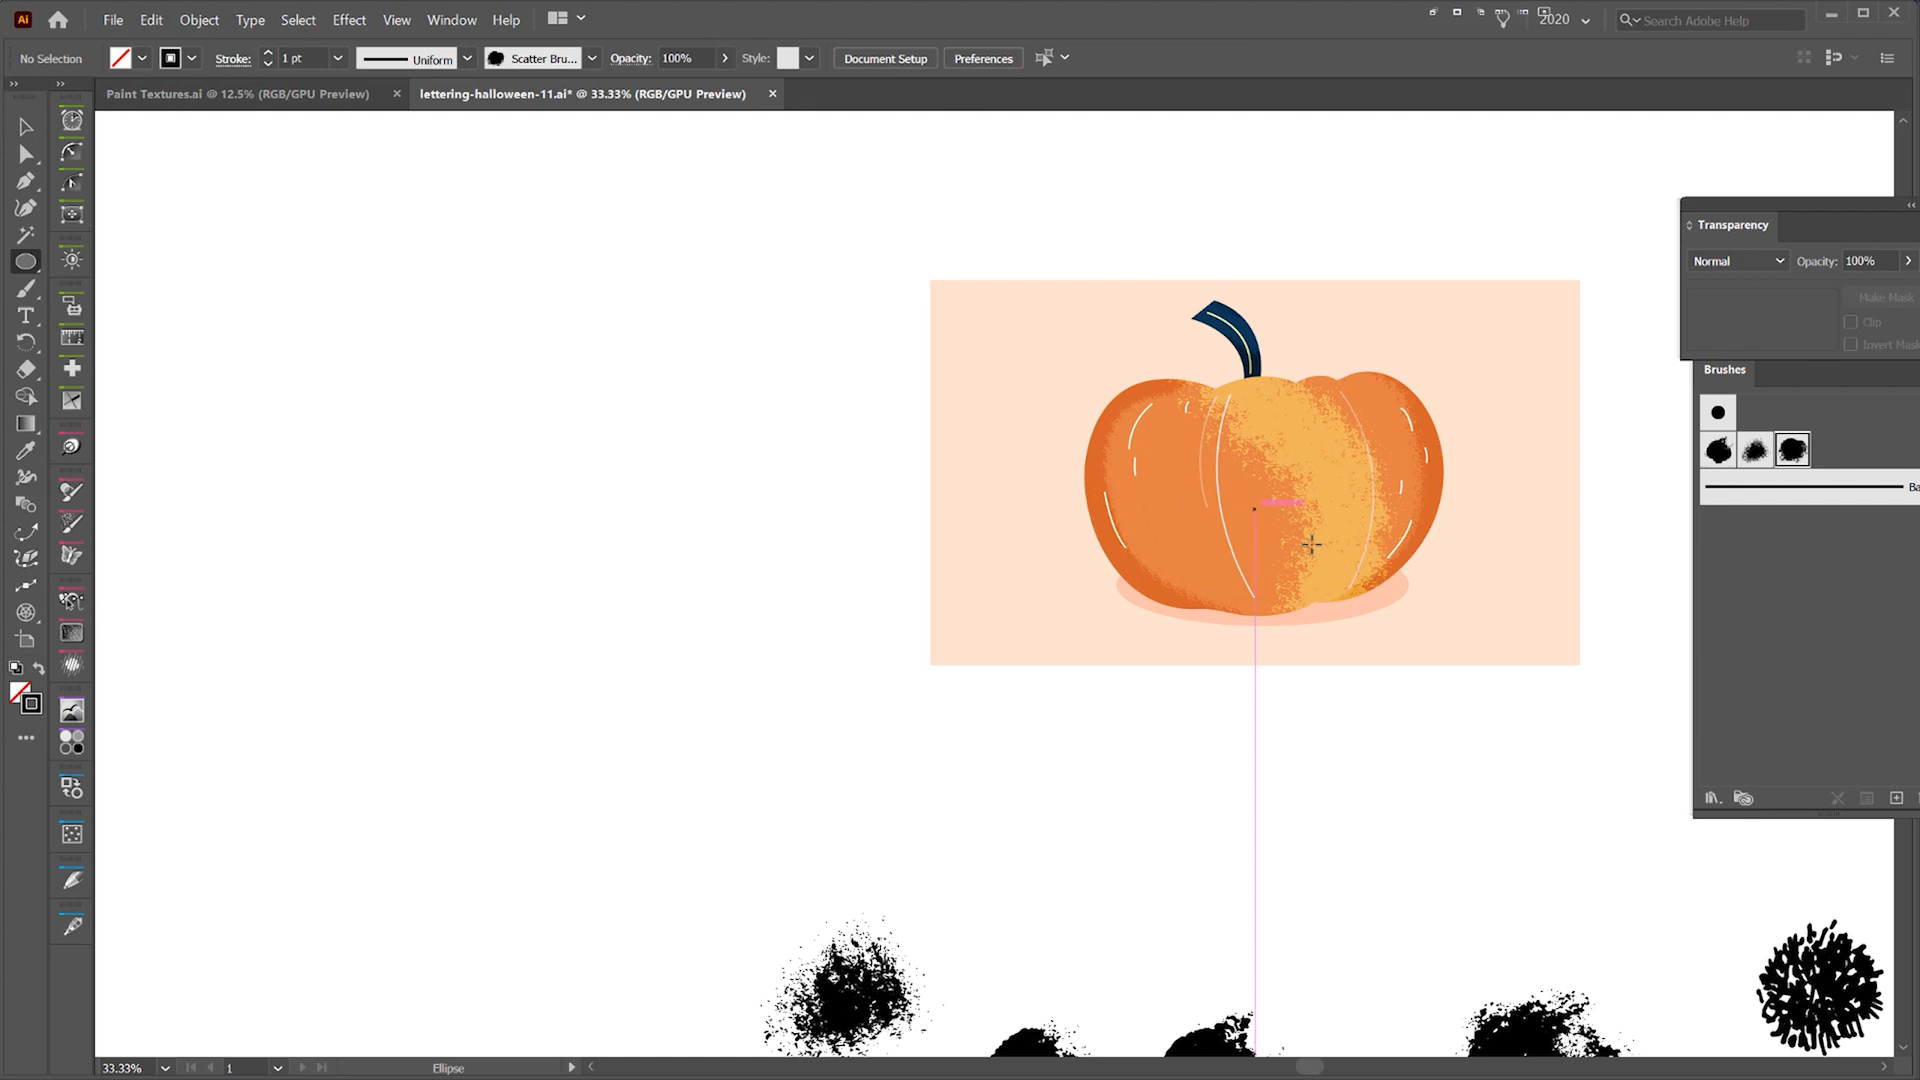 Ai File Edit Object Type Select Effect View Window Help 2020 Search Adobe Help
No Selection Stroke: 1 pt Uniform Scatter Bru... Opacity: 100% Style: Document Setup Preferences
Paint Textures.ai @ 12.5% (RGB/GPU Preview) lettering-halloween-11.ai* @ 33.33% (RGB/GPU Preview)
Transparency
Normal Opacity: 100%
Make Mask
Clip
Invert Mask
Brushes
Ba
T
33.33% 1 Ellipse